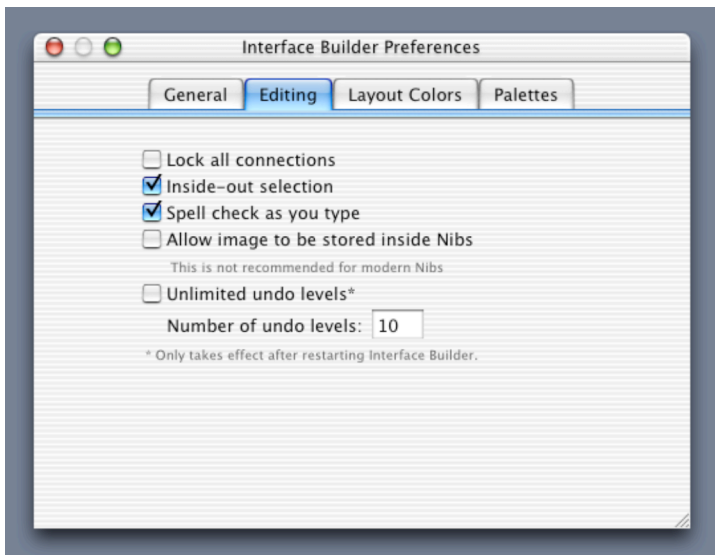 Interface Builder Preferences
General Editing Layout Colors Palettes
Lock all connections
Inside-out selection
Spell check as you type
Allow image to be stored inside Nibs
This is not recommended for modern Nibs
Unlimited undo levels*
Number of undo levels: 10
* Only takes effect after restarting Interface Builder.